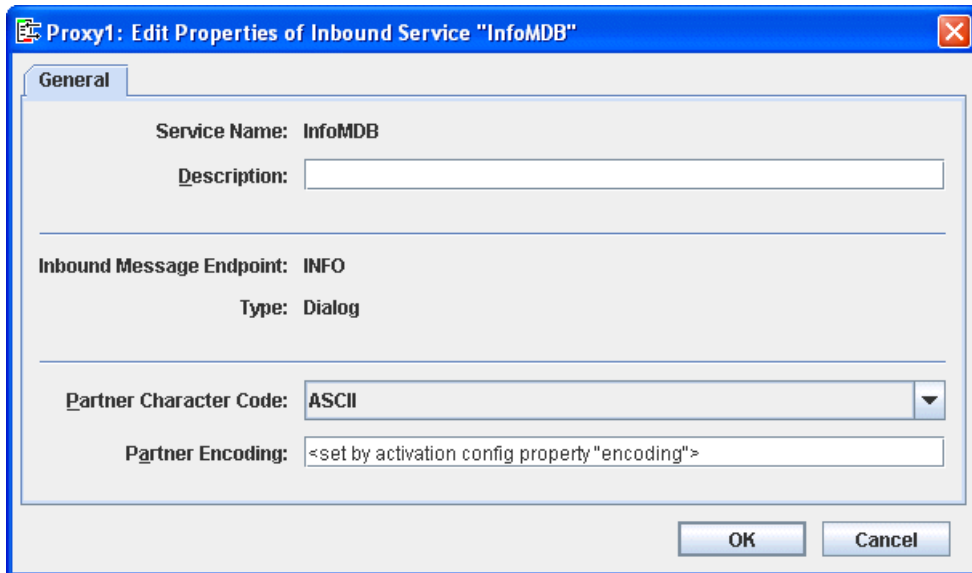 Proxy1: Edit Properties of Inbound Service "InfoMDB"
General
Service Name: InfoMDB
Description:
Inbound Message Endpoint: INFO
Type: Dialog
Partner Character Code: ASCII
Partner Encoding: <set by activation config property "encoding">
OK Cancel